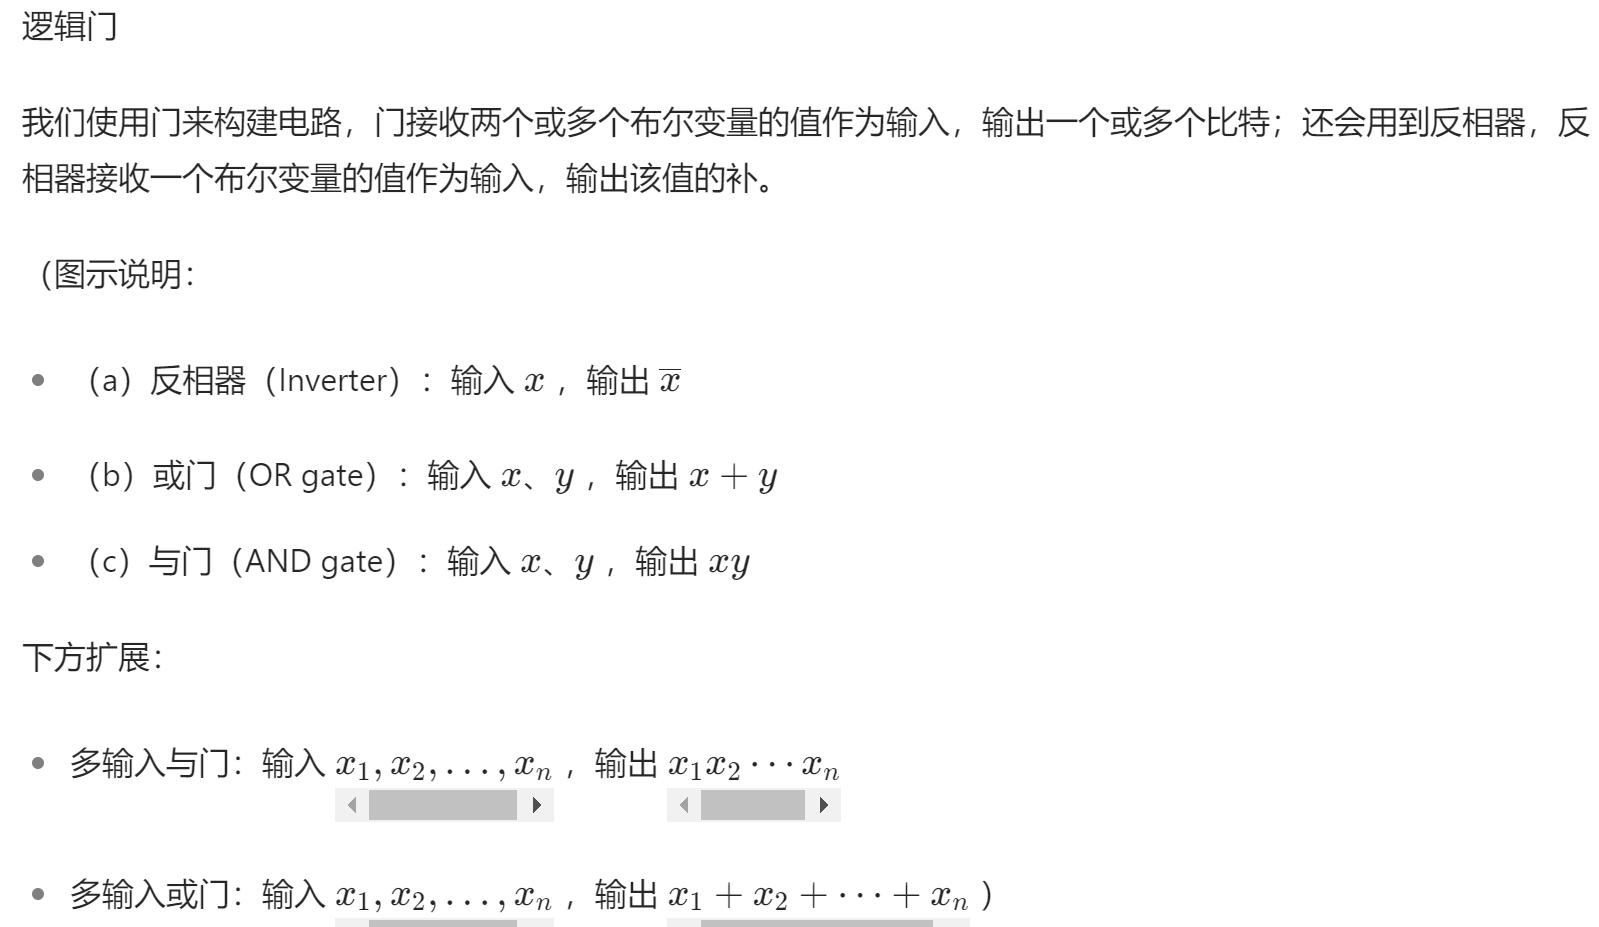 逻辑门
我们使用门来构建电路，门接收两个或多个布尔变量的值作为输入，输出一个或多个比特；还会用到反相器，反
相器接收一个布尔变量的值作为输入，输出该值的补。
（图示说明：
• （a）反相器（Inverter）：输入 x ，输出 x̅
• （b）或门（OR gate）：输入 x、y ，输出 x + y
• （c）与门（AND gate）：输入 x、y ，输出 xy
下方扩展：
• 多输入与门：输入 x₁, x₂, …, xₙ ，输出 x₁x₂⋯xₙ
• 多输入或门：输入 x₁, x₂, …, xₙ ，输出 x₁ + x₂ + ⋯ + xₙ ）